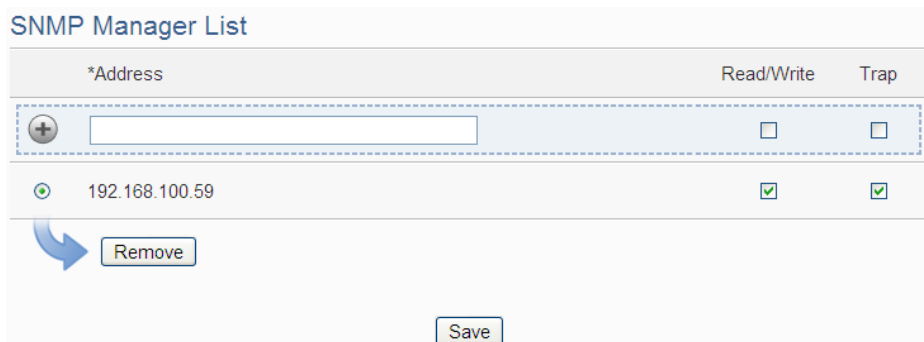 SNMP Manager List
*Address Read/Write Trap
192.168.100.59
Remove
Save